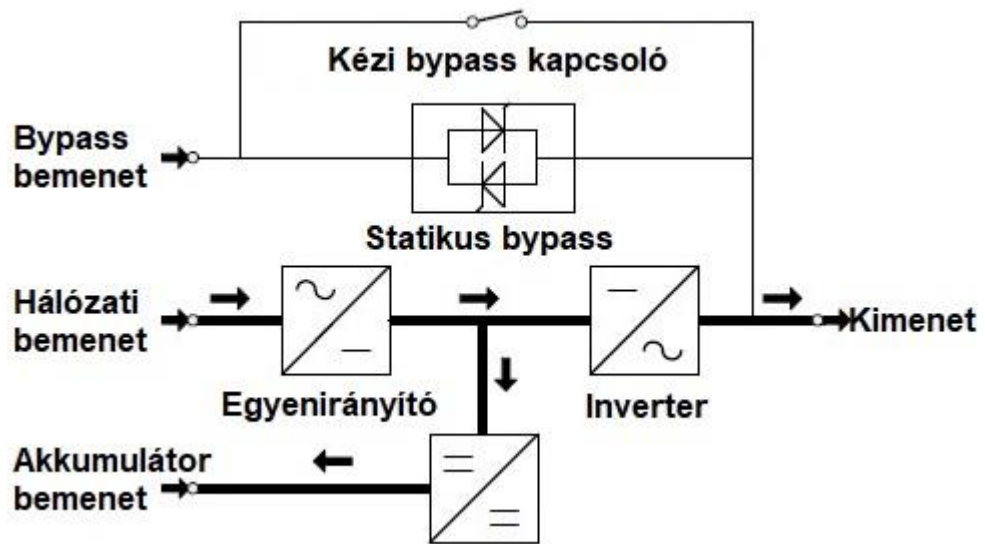 Kézi bypass kapcsoló
Bypass
bemenet
Statikus bypass
Hálózati
bemenet
Kimenet
Egyenirányító
Inverter
Akkumulátor
bemenet